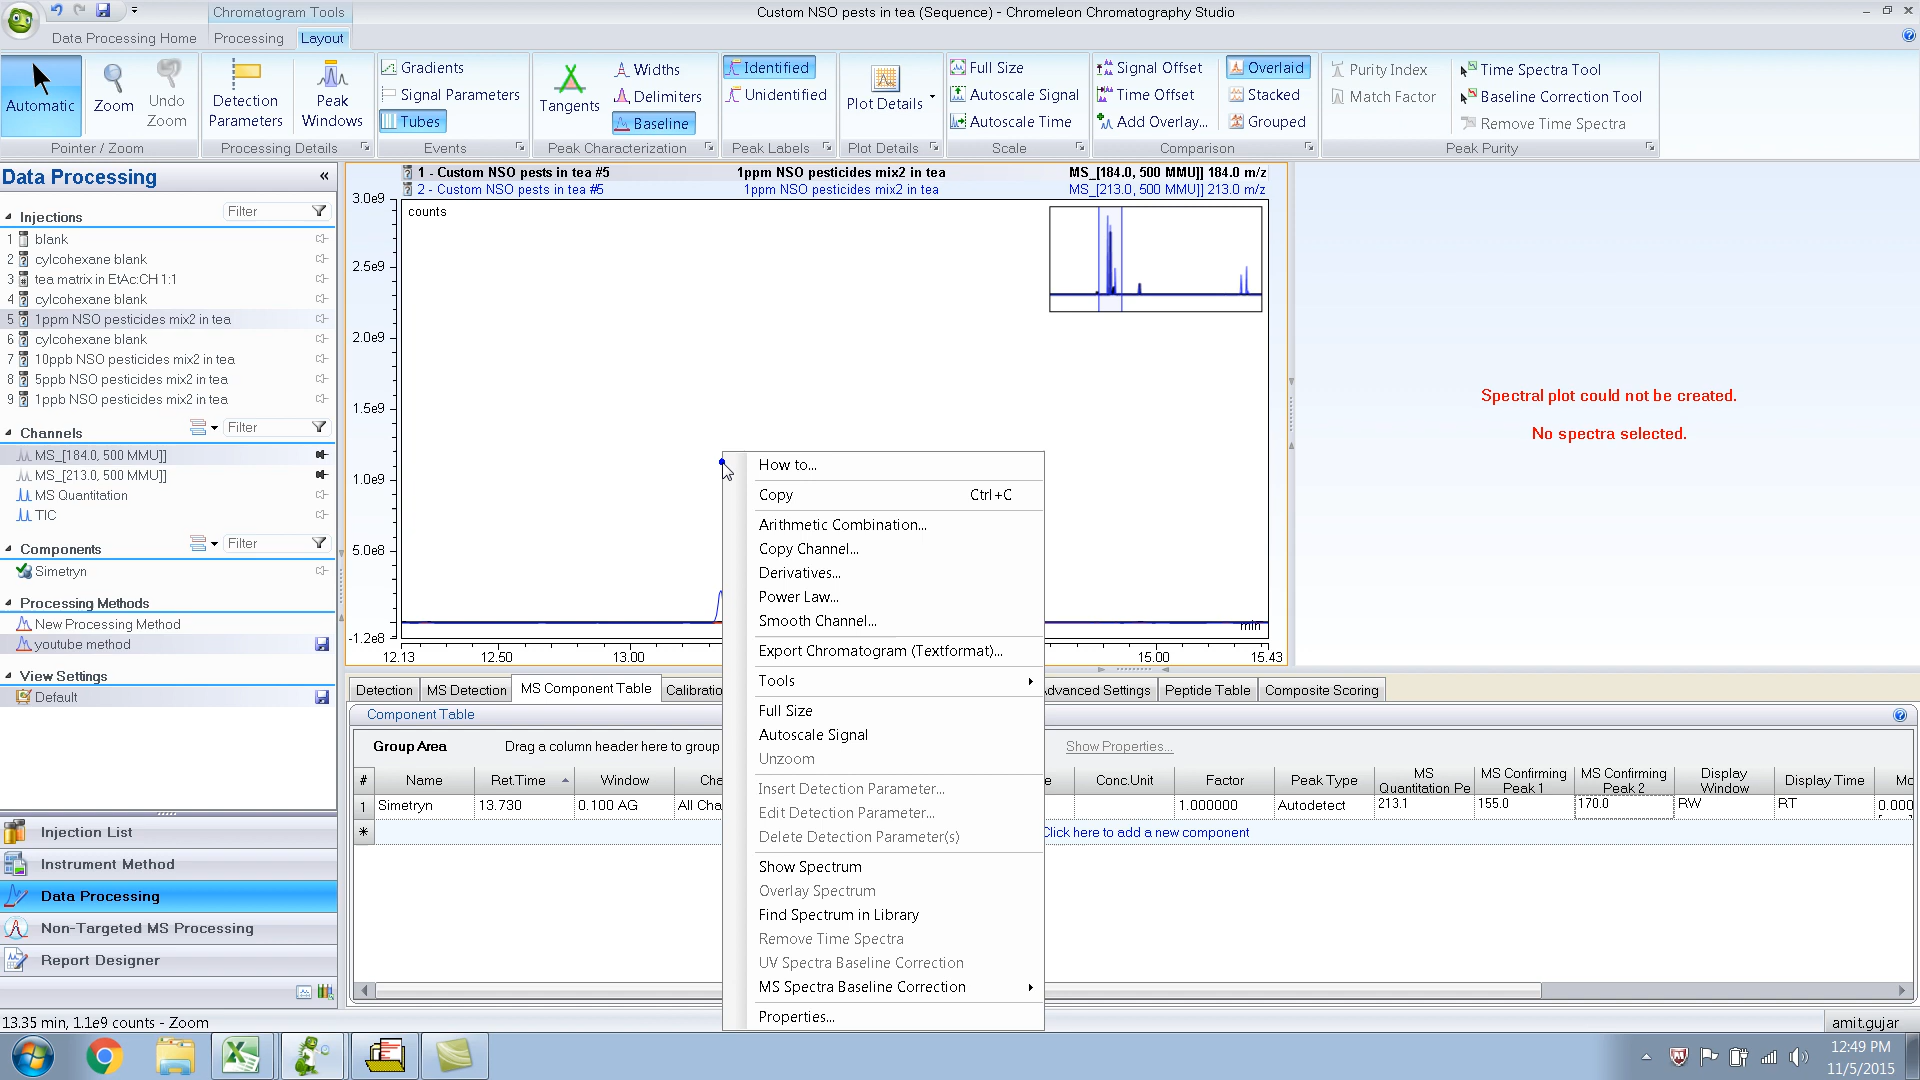 Chromatogram Tools
Custom NSO pests in tea (Sequence) - Chromeleon Chromatography Studio
Data Processing Home
Processing
Layout
Automatic
Zoom
Undo Zoom
Pointer / Zoom
Detection Parameters
Peak Windows
Processing Details
Gradients
Signal Parameters
Tubes
Events
Tangents
Widths
Delimiters
Baseline
Peak Characterization
Identified
Unidentified
Peak Labels
Plot Details
Plot Details
Full Size
Autoscale Signal
Autoscale Time
Scale
Signal Offset
Time Offset
Add Overlay...
Overlaid
Stacked
Grouped
Comparison
Purity Index
Match Factor
Time Spectra Tool
Baseline Correction Tool
Remove Time Spectra
Peak Purity
Data Processing
«
Injections
Filter
1 blank
2 cylcohexane blank
3 tea matrix in EtAc:CH 1:1
4 cylcohexane blank
5 1ppm NSO pesticides mix2 in tea
6 cylcohexane blank
7 10ppb NSO pesticides mix2 in tea
8 5ppb NSO pesticides mix2 in tea
9 1ppb NSO pesticides mix2 in tea
Channels
Filter
MS_[184.0, 500 MMU]]
MS_[213.0, 500 MMU]]
MS Quantitation
TIC
Components
Filter
Simetryn
Processing Methods
New Processing Method
youtube method
View Settings
Default
Injection List
Instrument Method
Data Processing
Non-Targeted MS Processing
Report Designer
1 - Custom NSO pests in tea #5 1ppm NSO pesticides mix2 in tea MS_[184.0, 500 MMU]] 184.0 m/z
2 - Custom NSO pests in tea #5 1ppm NSO pesticides mix2 in tea MS_[213.0, 500 MMU]] 213.0 m/z
3.0e9
counts
2.5e9
2.0e9
1.5e9
1.0e9
5.0e8
-1.2e8
min
12.13 12.50 13.00 15.00 15.43
Spectral plot could not be created.
No spectra selected.
How to...
Copy Ctrl+C
Arithmetic Combination...
Copy Channel...
Derivatives...
Power Law...
Smooth Channel...
Export Chromatogram (Textformat)...
Tools
Full Size
Autoscale Signal
Unzoom
Insert Detection Parameter...
Edit Detection Parameter...
Delete Detection Parameter(s)
Show Spectrum
Overlay Spectrum
Find Spectrum in Library
Remove Time Spectra
UV Spectra Baseline Correction
MS Spectra Baseline Correction
Properties...
Detection
MS Detection
MS Component Table
Calibratio
dvanced Settings
Peptide Table
Composite Scoring
Component Table
Group Area
Drag a column header here to group
Show Properties...
# Name Ret.Time Window Cha e Conc.Unit Factor Peak Type MS Quantitation Pe MS Confirming Peak 1 MS Confirming Peak 2 Display Window Display Time Mo
1 Simetryn 13.730 0.100 AG All Cha 1.000000 Autodetect 213.1 155.0 170.0 RW RT 0.000
* Click here to add a new component
13.35 min, 1.1e9 counts - Zoom
amit.gujar
12:49 PM
11/5/2015